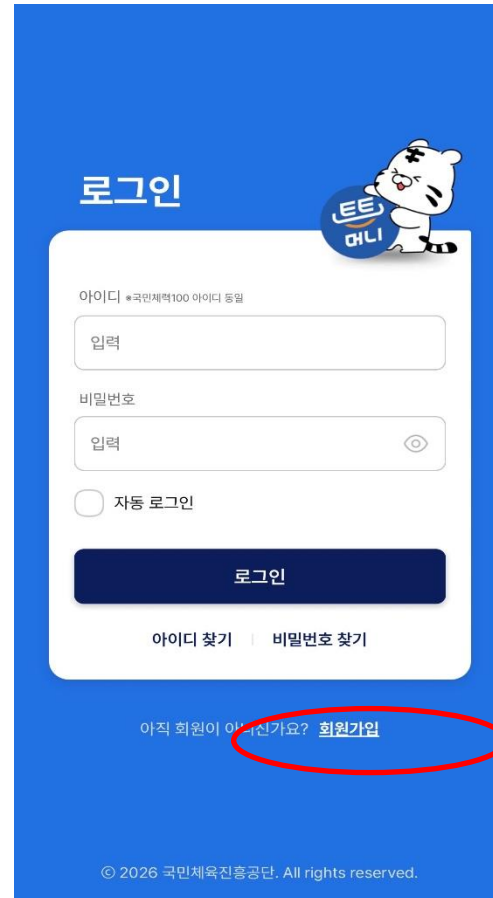 로그인
튼튼
머니
아이디 *국민체력100 아이디 동일
입력
비밀번호
입력
자동 로그인
로그인
아이디 찾기 | 비밀번호 찾기
아직 회원이 아니신가요? 회원가입
© 2026 국민체육진흥공단. All rights reserved.